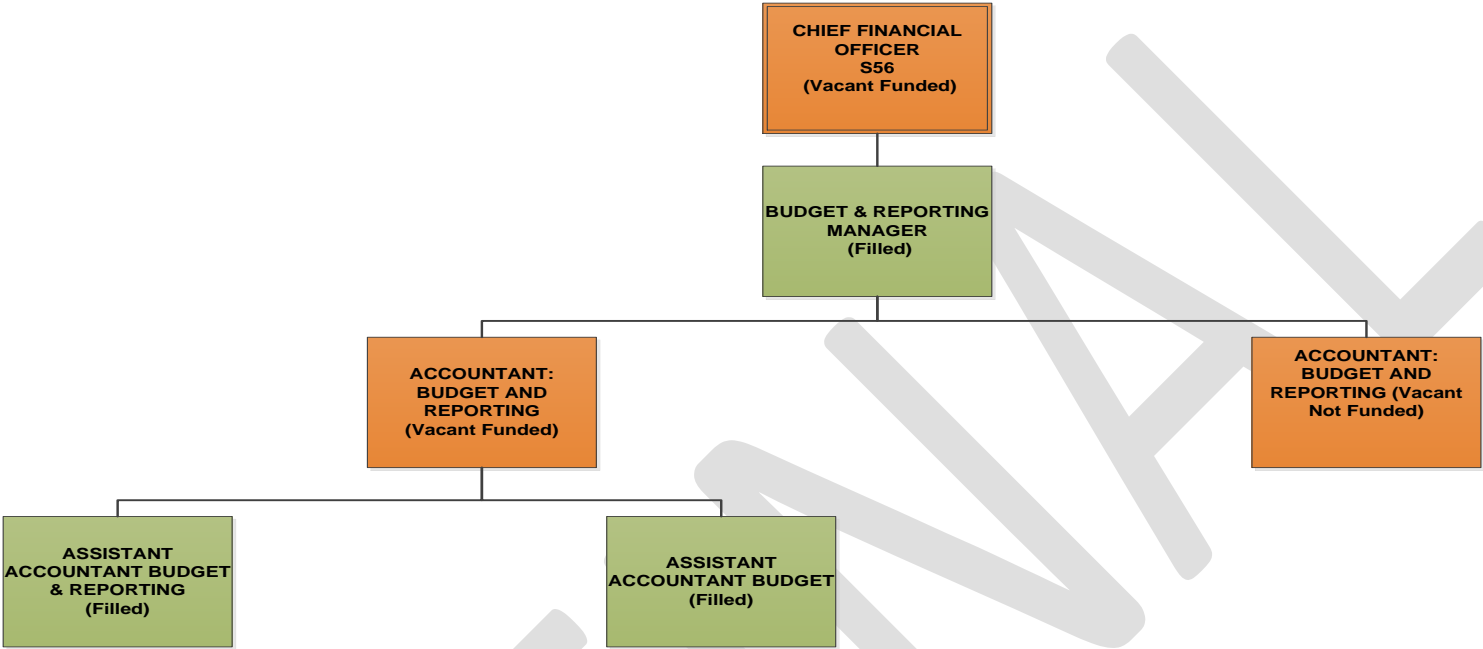 CHIEF FINANCIAL
OFFICER
S56
(Vacant Funded)
BUDGET & REPORTING
MANAGER
(Filled)
ACCOUNTANT:
BUDGET AND
REPORTING
(Vacant Funded)
ACCOUNTANT:
BUDGET AND
REPORTING (Vacant
Not Funded)
ASSISTANT
ACCOUNTANT BUDGET
& REPORTING
(Filled)
ASSISTANT
ACCOUNTANT BUDGET
(Filled)